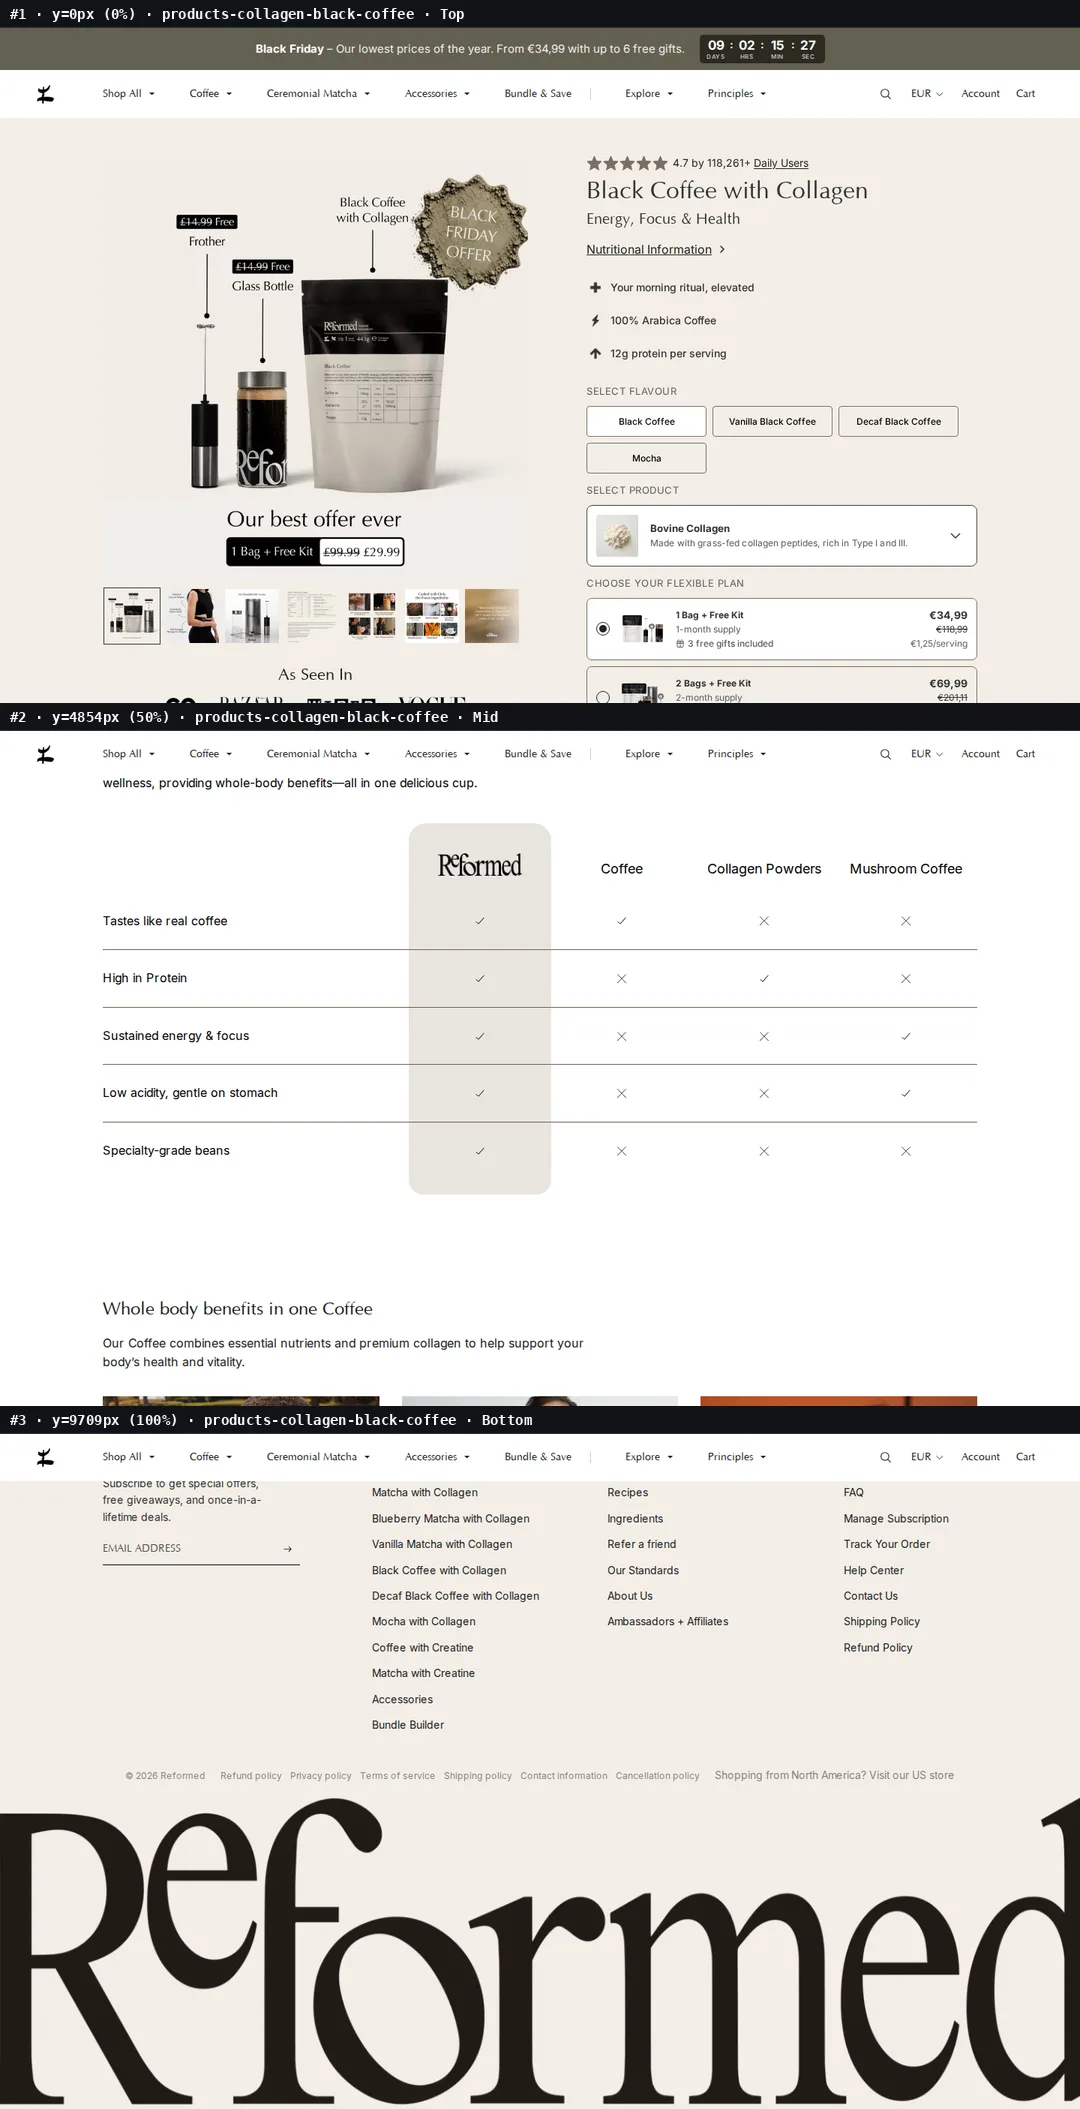 #1 · y=0px (0%) · products-collagen-black-coffee · Top
Black Friday – Our lowest prices of the year. From €34,99 with up to 6 free gifts.
09 : 02 : 15 : 27
DAYS HRS MIN SEC
Shop All Coffee Ceremonial Matcha Accessories Bundle & Save Explore Principles EUR Account Cart
4.7 by 118,261+ Daily Users
Black Coffee with Collagen
Energy, Focus & Health
Nutritional Information
Your morning ritual, elevated
100% Arabica Coffee
12g protein per serving
Black Coffee
with Collagen
£14.99 Free
Frother
£14.99 Free
Glass Bottle
BLACK
FRIDAY
OFFER
Reformed
Black Coffee
Refor
Our best offer ever
1 Bag + Free Kit £99.99 £29.99
As Seen In
BAZAAR
VOGUE
SELECT FLAVOUR
Black Coffee
Vanilla Black Coffee
Decaf Black Coffee
Mocha
SELECT PRODUCT
Bovine Collagen
Made with grass-fed collagen peptides, rich in Type I and III.
CHOOSE YOUR FLEXIBLE PLAN
1 Bag + Free Kit €34,99
1-month supply €118,99
3 free gifts included €1,25/serving
2 Bags + Free Kit €69,99
2-month supply €201,11
#2 · y=4854px (50%) · products-collagen-black-coffee · Mid
Shop All Coffee Ceremonial Matcha Accessories Bundle & Save Explore Principles EUR Account Cart
wellness, providing whole-body benefits—all in one delicious cup.
Reformed Coffee Collagen Powders Mushroom Coffee
Tastes like real coffee
High in Protein
Sustained energy & focus
Low acidity, gentle on stomach
Specialty-grade beans
Whole body benefits in one Coffee
Our Coffee combines essential nutrients and premium collagen to help support your
body's health and vitality.
#3 · y=9709px (100%) · products-collagen-black-coffee · Bottom
Shop All Coffee Ceremonial Matcha Accessories Bundle & Save Explore Principles EUR Account Cart
Subscribe to get special offers,
free giveaways, and once-in-a-
lifetime deals.
EMAIL ADDRESS
Matcha with Collagen
Blueberry Matcha with Collagen
Vanilla Matcha with Collagen
Black Coffee with Collagen
Decaf Black Coffee with Collagen
Mocha with Collagen
Coffee with Creatine
Matcha with Creatine
Accessories
Bundle Builder
Recipes
Ingredients
Refer a friend
Our Standards
About Us
Ambassadors + Affiliates
FAQ
Manage Subscription
Track Your Order
Help Center
Contact Us
Shipping Policy
Refund Policy
© 2026 Reformed Refund policy Privacy policy Terms of service Shipping policy Contact information Cancellation policy Shopping from North America? Visit our US store
Reformed